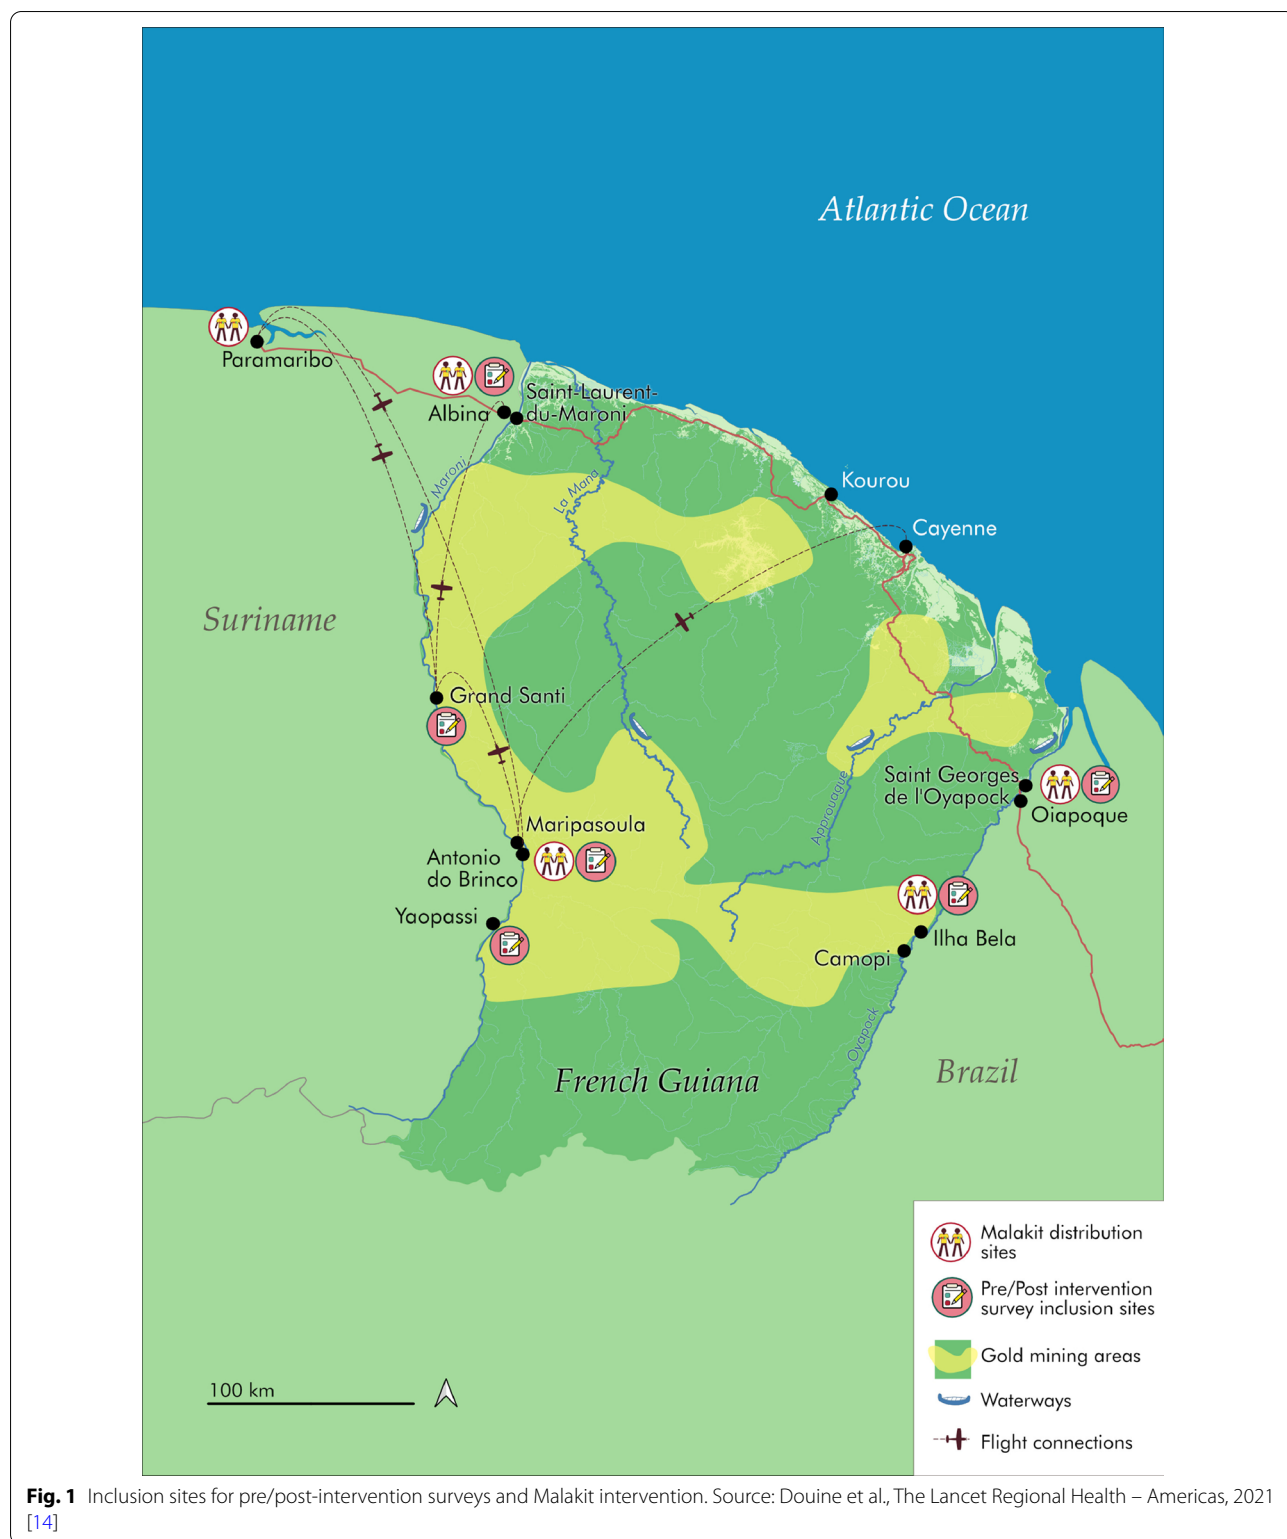 Atlantic Ocean
Paramaribo
Albina
Saint-Laurent-
du-Maroni
Maroni
La Mana
Kourou
Cayenne
Suriname
Grand Santi
Saint Georges
de l'Oyapock
Oiapoque
Approuague
Maripasoula
Antonio
do Brinco
Yaopassi
Ilha Bela
Camopi
Oyapock
French Guiana
Brazil
Malakit distribution
sites
Pre/Post intervention
survey inclusion sites
Gold mining areas
Waterways
Flight connections
100 km
Fig. 1 Inclusion sites for pre/post-intervention surveys and Malakit intervention. Source: Douine et al., The Lancet Regional Health – Americas, 2021
[14]